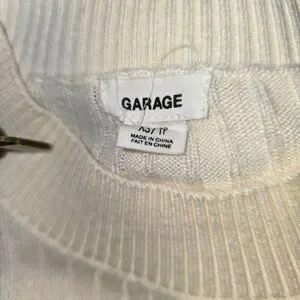 GARAGE
XS / TP
MADE IN CHINA
FAIT EN CHINE